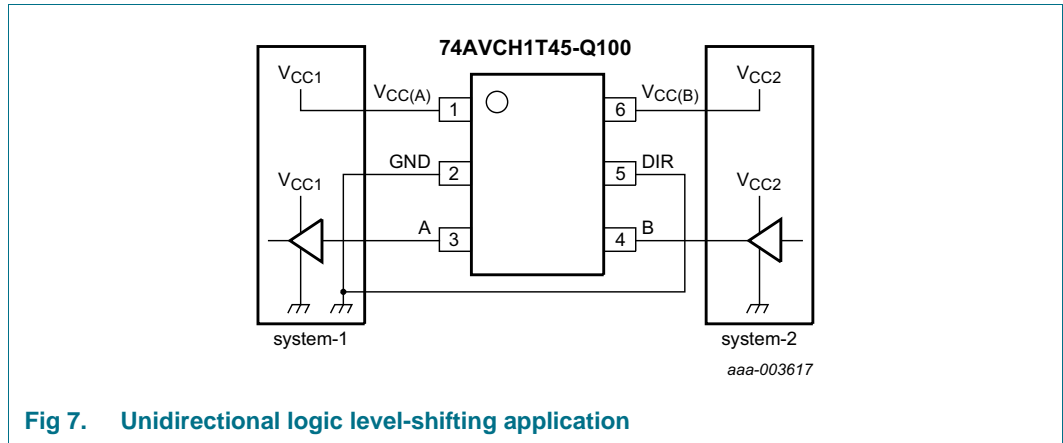 74AVCH1T45-Q100
VCC1
VCC(A)
1
6
VCC(B)
VCC2
GND
2
5
DIR
VCC1
VCC2
A
3
4
B
system-1
system-2
aaa-003617
Fig 7. Unidirectional logic level-shifting application